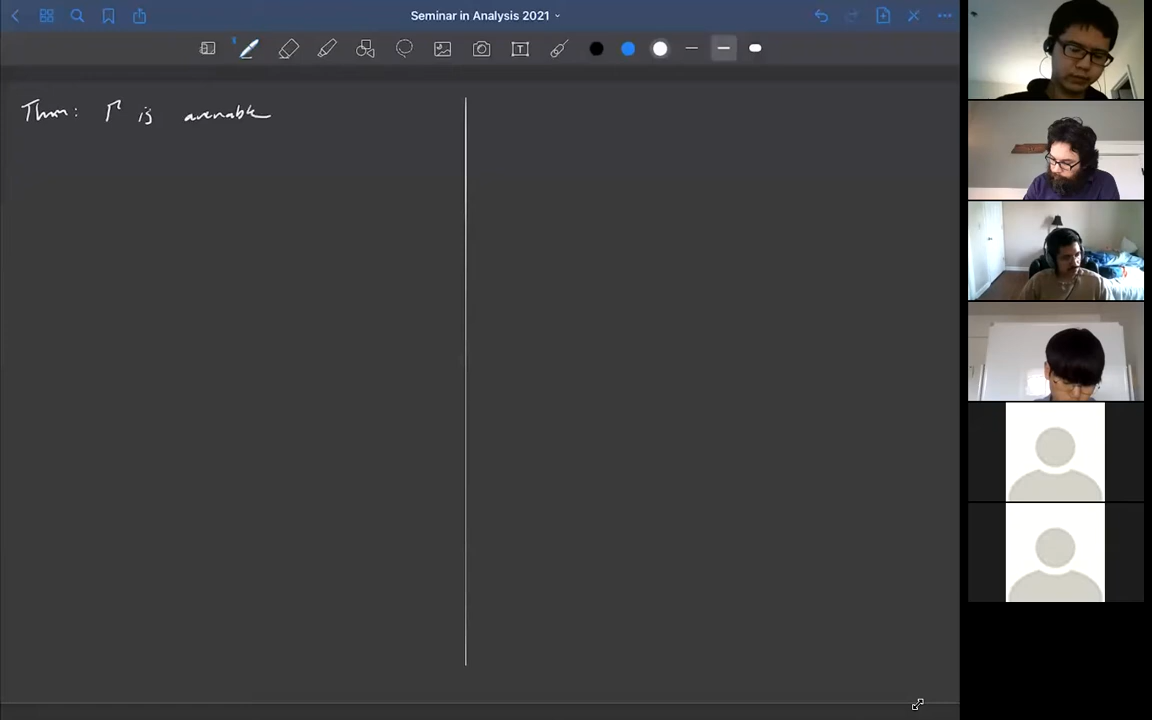 Seminar in Analysis 2021
Thm: Γ is amenable